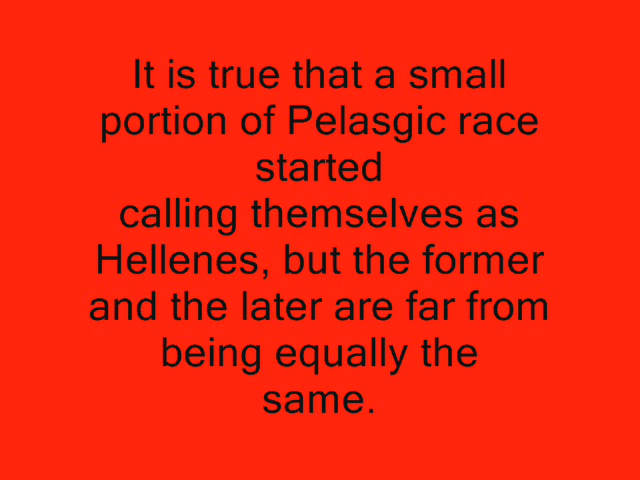 It is true that a small
portion of Pelasgic race
started
calling themselves as
Hellenes, but the former
and the later are far from
being equally the
same.